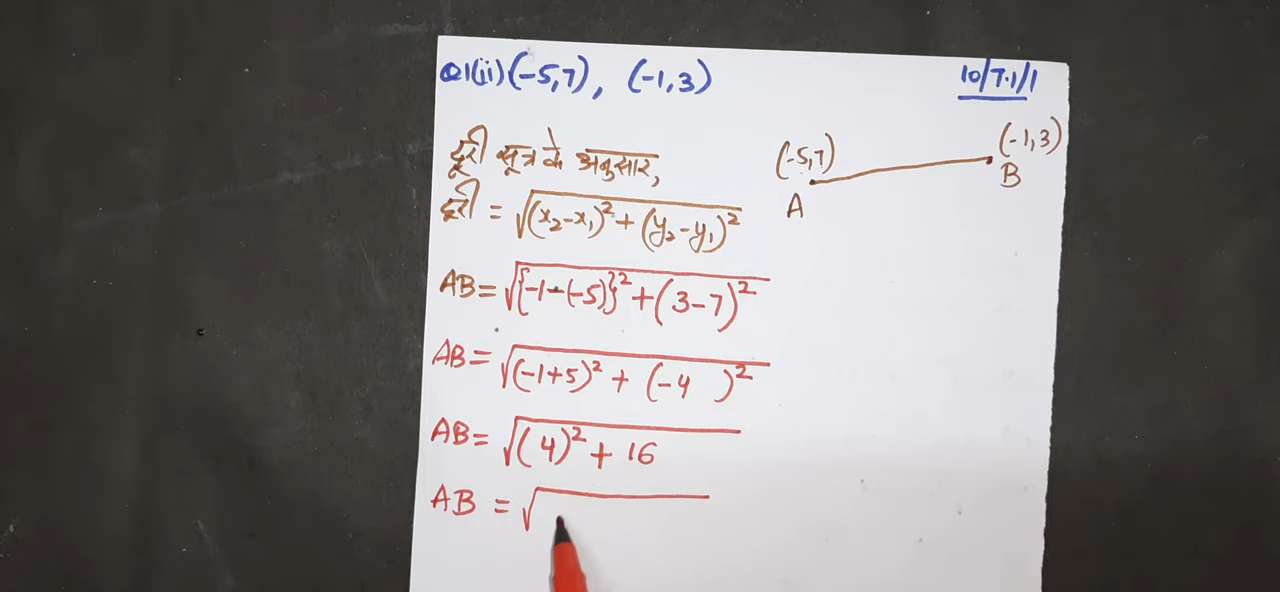 Q1(ii) (-5,7), (-1,3)
10/7.1/1
दूरी सूत्र के अनुसार,
(-5,7)
(-1,3)
A
B
दूरी = √(x₂-x₁)² + (y₂-y₁)²
AB = √{-1-(-5)}² + (3-7)²
AB = √(-1+5)² + (-4 )²
AB = √(4)² + 16
AB = √